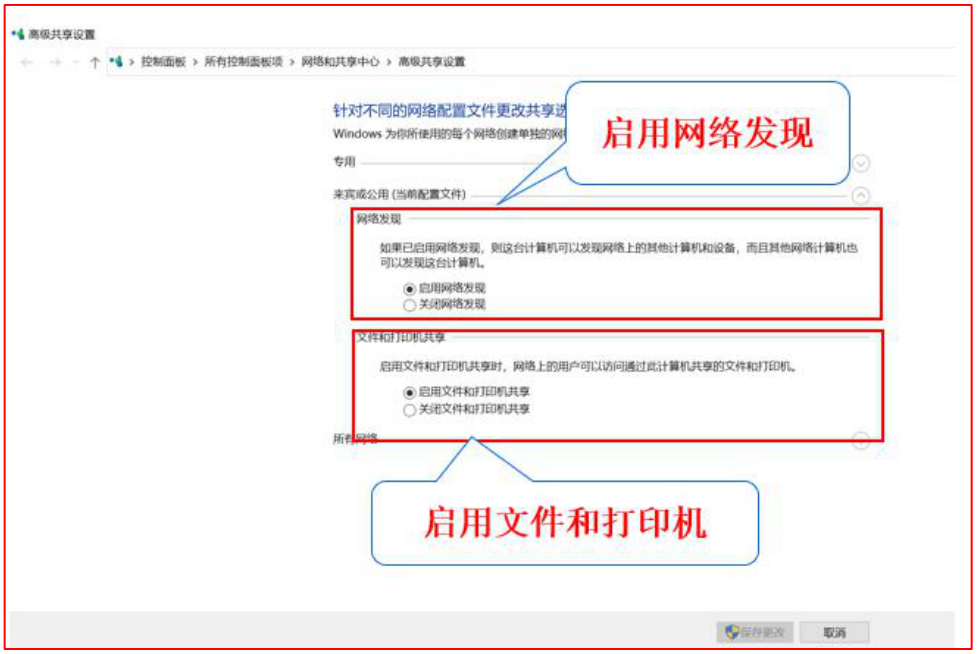 高级共享设置
控制面板 › 所有控制面板项 › 网络和共享中心 › 高级共享设置
针对不同的网络配置文件更改共享选
Windows 为你所使用的每个网络创建单独的网
启用网络发现
专用
来宾或公用 (当前配置文件)
网络发现
如果已启用网络发现，则这台计算机可以发现网络上的其他计算机和设备，而且其他网络计算机也
可以发现这台计算机。
启用网络发现
关闭网络发现
文件和打印机共享
启用文件和打印机共享时，网络上的用户可以访问通过此计算机共享的文件和打印机。
启用文件和打印机共享
关闭文件和打印机共享
所有网络
启用文件和打印机
保存更改
取消